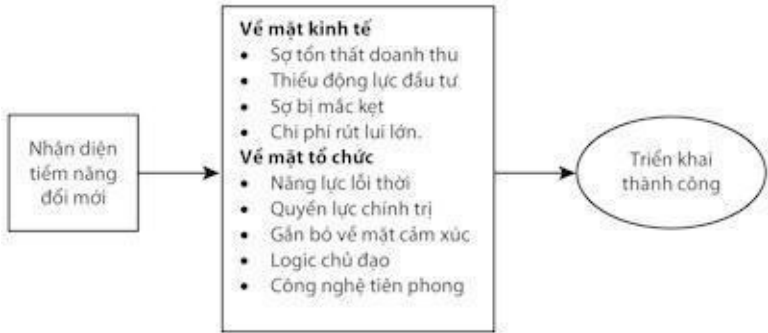 Nhận diện
tiềm năng
đổi mới
Về mặt kinh tế
• Sợ tổn thất doanh thu
• Thiếu động lực đầu tư
• Sợ bị mắc kẹt
• Chi phí rút lui lớn.
Về mặt tổ chức
• Năng lực lỗi thời
• Quyền lực chính trị
• Gắn bó về mặt cảm xúc
• Logic chủ đạo
• Công nghệ tiên phong
Triển khai
thành công